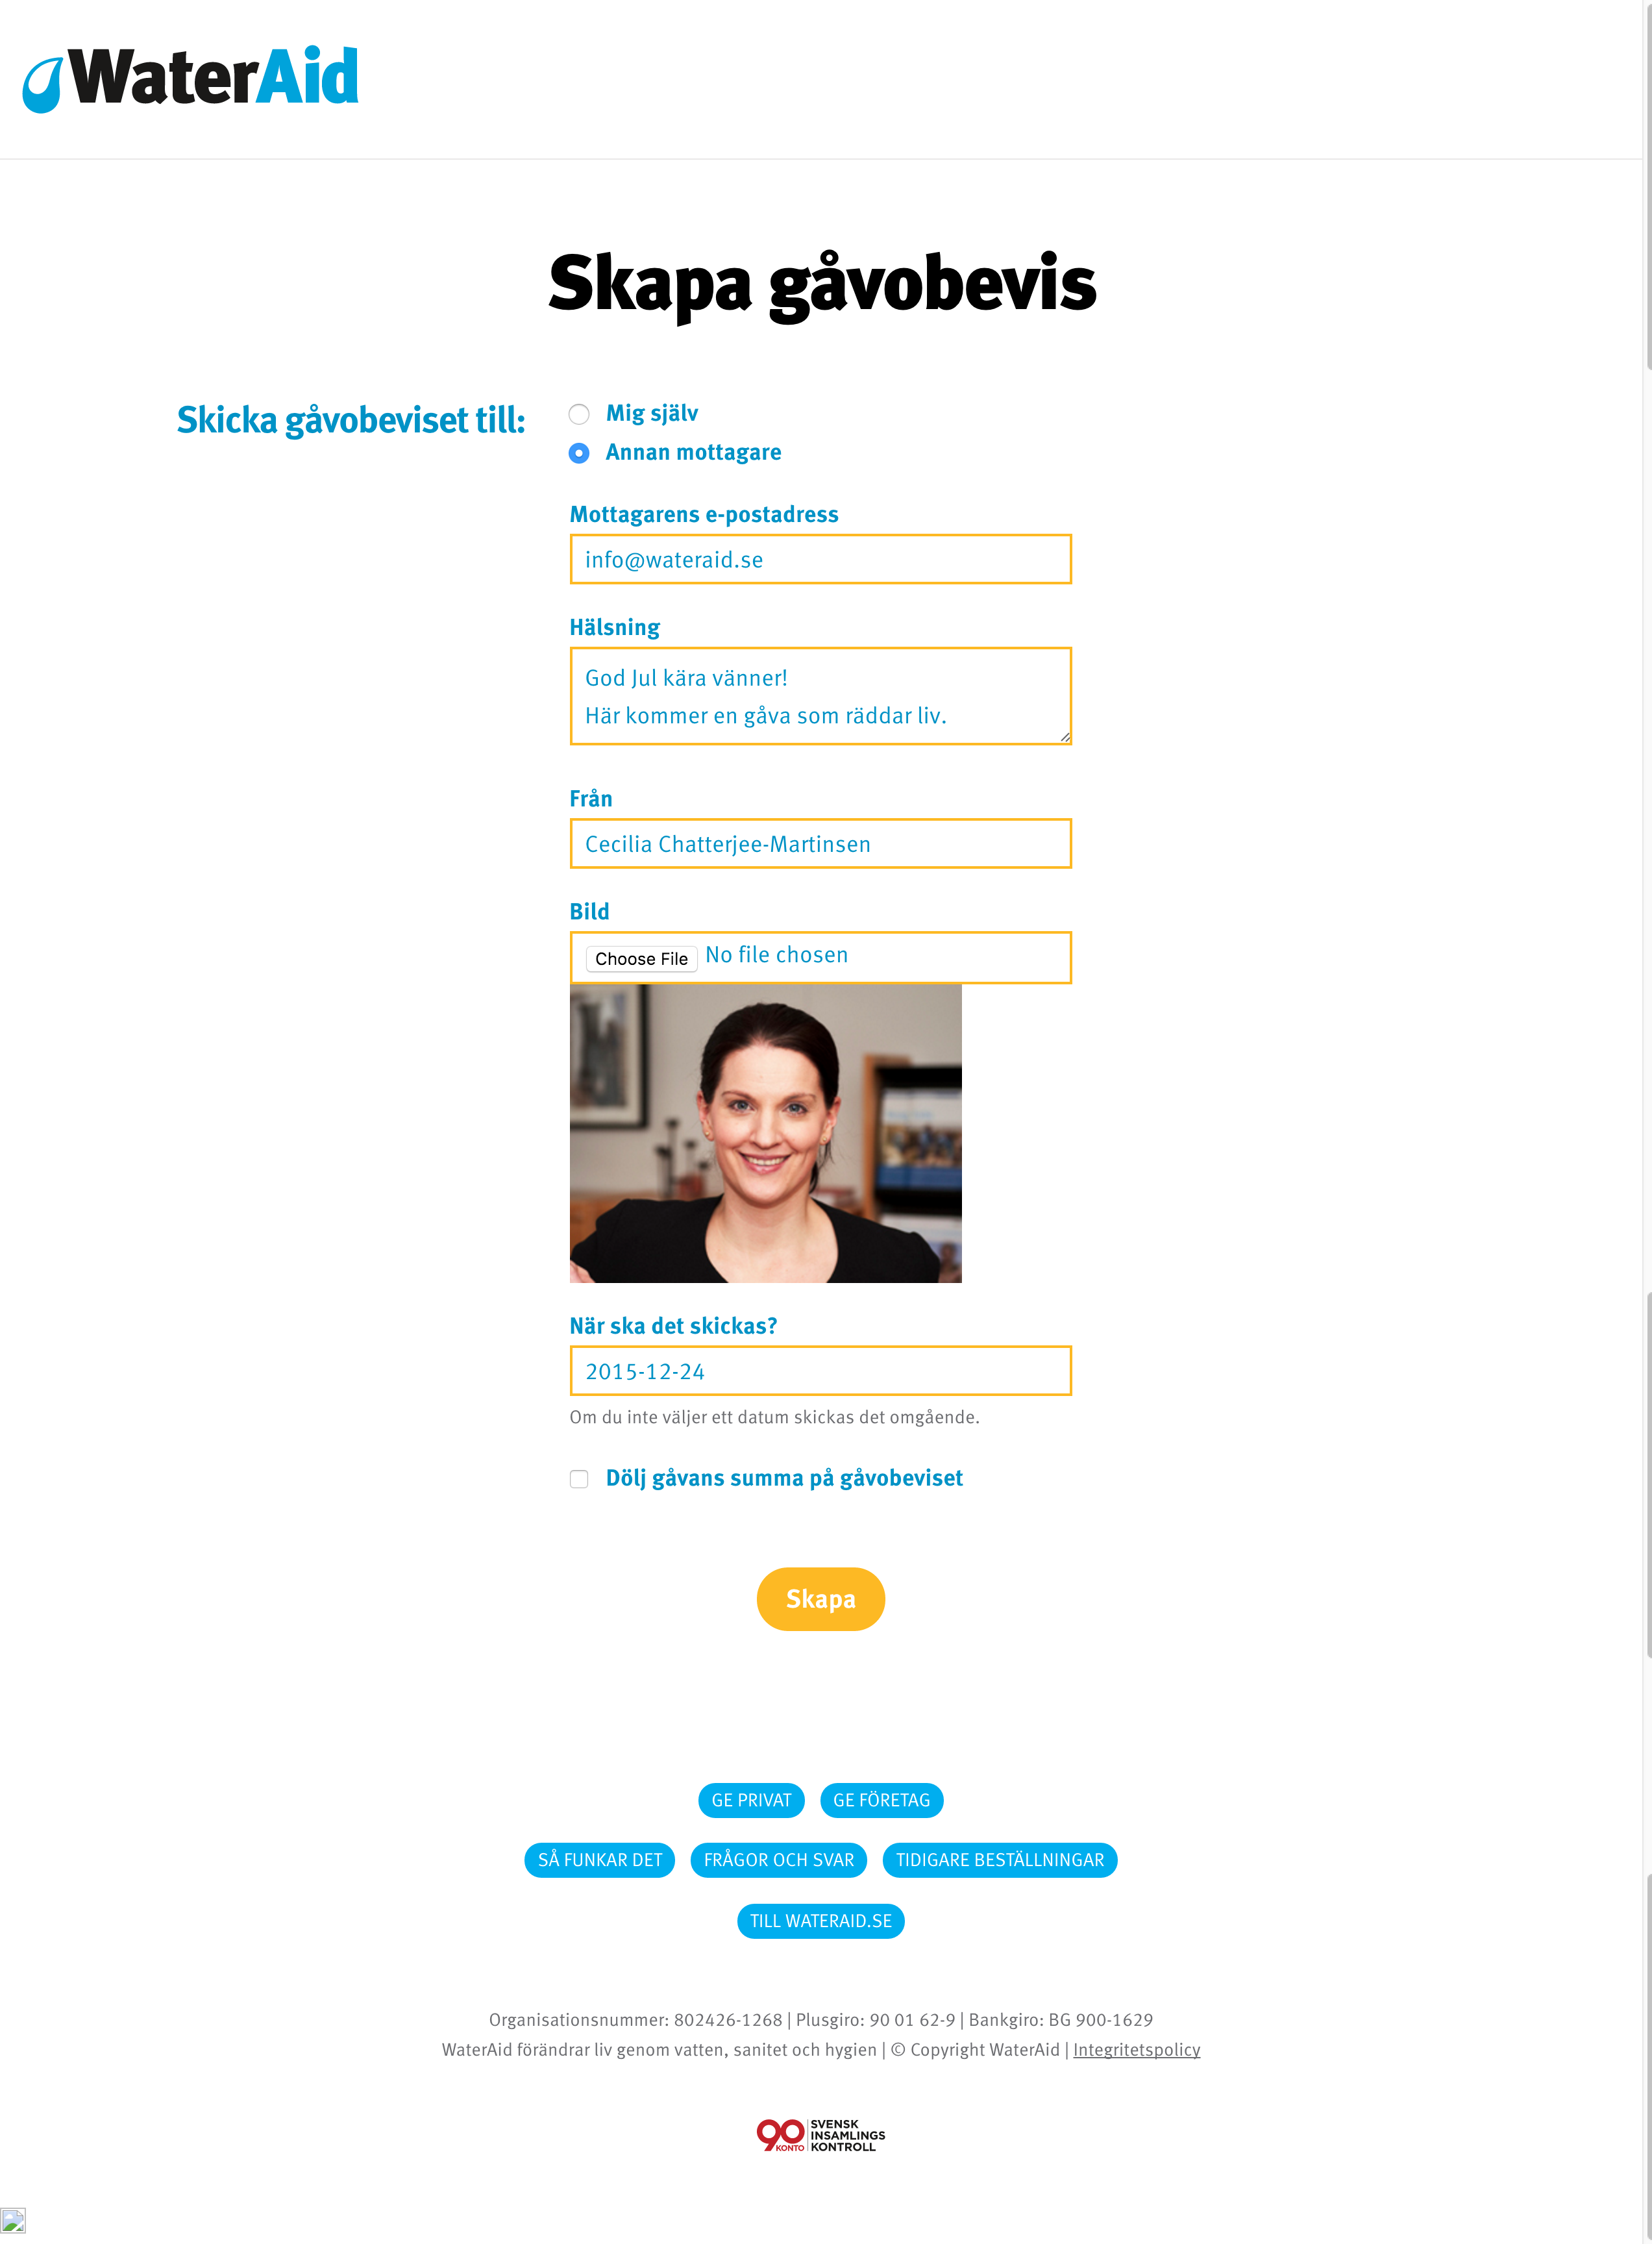 WaterAid
Skapa gåvobevis
Skicka gåvobeviset till:
Mig själv
Annan mottagare
Mottagarens e-postadress
info@wateraid.se
Hälsning
God Jul kära vänner!
Här kommer en gåva som räddar liv.
Från
Cecilia Chatterjee-Martinsen
Bild
Choose File No file chosen
När ska det skickas?
2015-12-24
Om du inte väljer ett datum skickas det omgående.
Dölj gåvans summa på gåvobeviset
Skapa
GE PRIVAT GE FÖRETAG
SÅ FUNKAR DET FRÅGOR OCH SVAR TIDIGARE BESTÄLLNINGAR
TILL WATERAID.SE
Organisationsnummer: 802426-1268 | Plusgiro: 90 01 62-9 | Bankgiro: BG 900-1629
WaterAid förändrar liv genom vatten, sanitet och hygien | © Copyright WaterAid | Integritetspolicy
90 KONTO
SVENSK
INSAMLINGS
KONTROLL